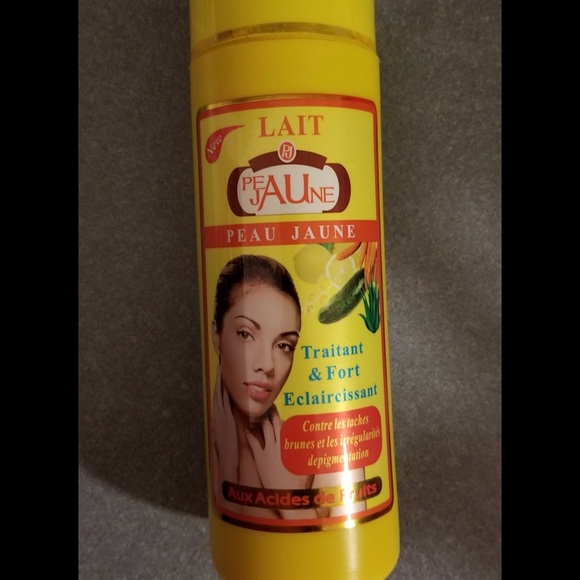 LAIT
New
PJ
PEAU JAUNE
PEAU JAUNE
Traitant
& Fort
Eclaircissant
Contre les taches
brunes et les irrégularités
depigmentation
Aux Acides de Fruits